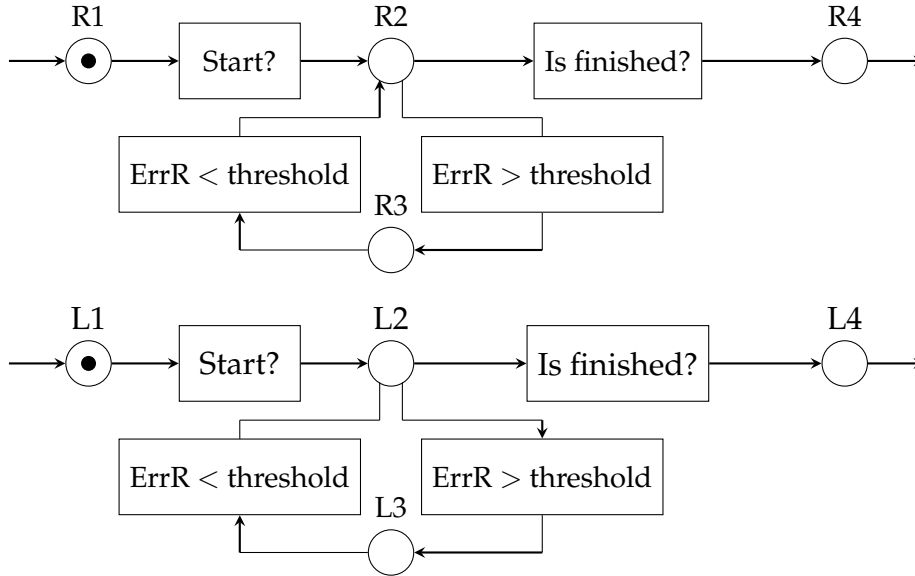 R1 R2 R4
Start? Is finished?
ErrR < threshold ErrR > threshold
R3
L1 L2 L4
Start? Is finished?
ErrR < threshold ErrR > threshold
L3